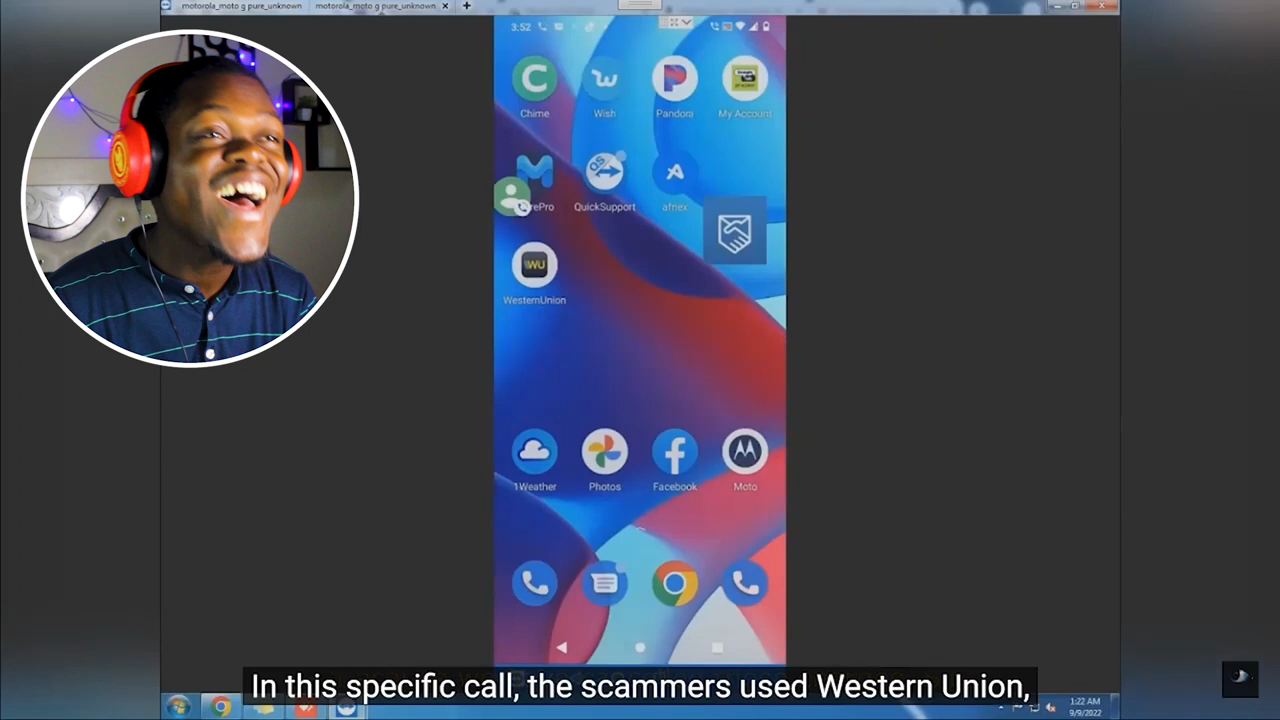 motorola_moto g pure_unknown
motorola_moto g pure_unknown
3:52
Chime
Wish
Pandora
My Account
QuickSupport
afnex
WU
WesternUnion
1Weather
Photos
Facebook
Moto
In this specific call, the scammers used Western Union,
1:22 AM
9/9/2022